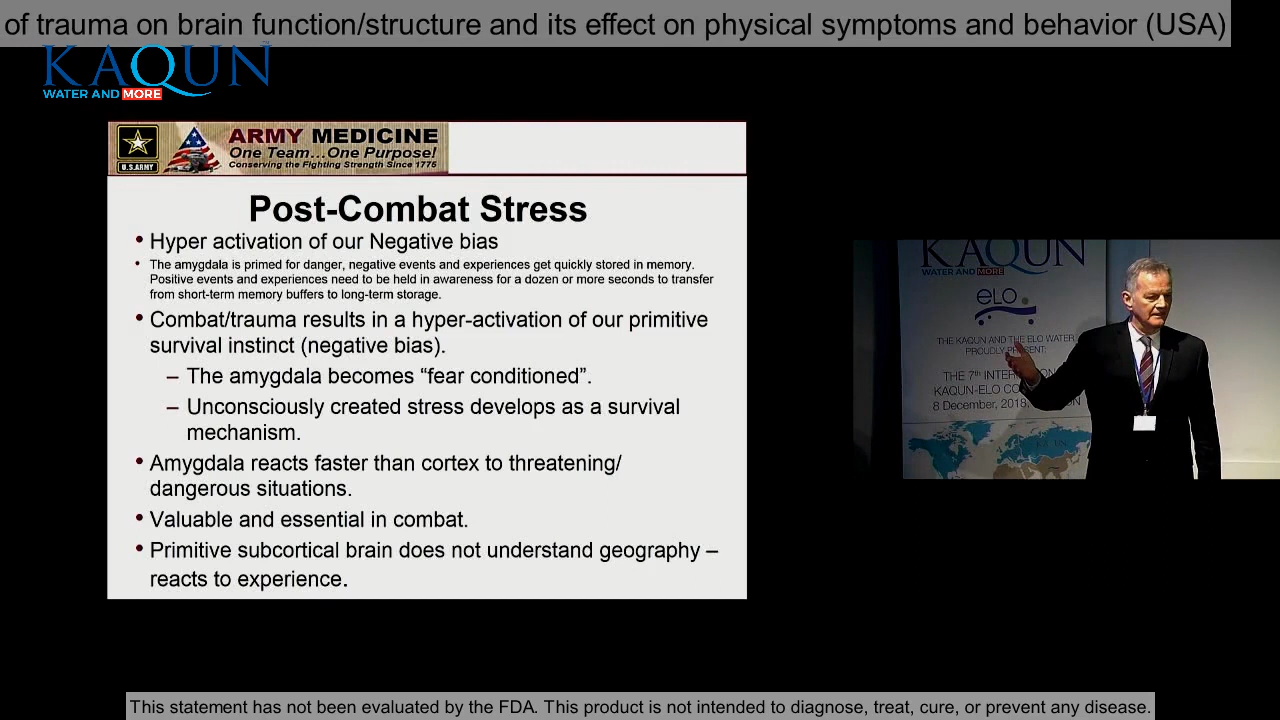 of trauma on brain function/structure and its effect on physical symptoms and behavior (USA)
KAQUN
WATER AND MORE
U.S. ARMY
ARMY MEDICINE
One Team...One Purpose!
Conserving the Fighting Strength Since 1775
Post-Combat Stress
• Hyper activation of our Negative bias
• The amygdala is primed for danger, negative events and experiences get quickly stored in memory.
Positive events and experiences need to be held in awareness for a dozen or more seconds to transfer
from short-term memory buffers to long-term storage.
• Combat/trauma results in a hyper-activation of our primitive
survival instinct (negative bias).
– The amygdala becomes “fear conditioned”.
– Unconsciously created stress develops as a survival
mechanism.
• Amygdala reacts faster than cortex to threatening/
dangerous situations.
• Valuable and essential in combat.
• Primitive subcortical brain does not understand geography –
reacts to experience.
KAQUN
WATER AND MORE
eLO
THE KAQUN AND THE ELO WATER
PROUDLY PRESENT:
THE 7th
KAQUN-ELO
8 December, 2018.
This statement has not been evaluated by the FDA. This product is not intended to diagnose, treat, cure, or prevent any disease.